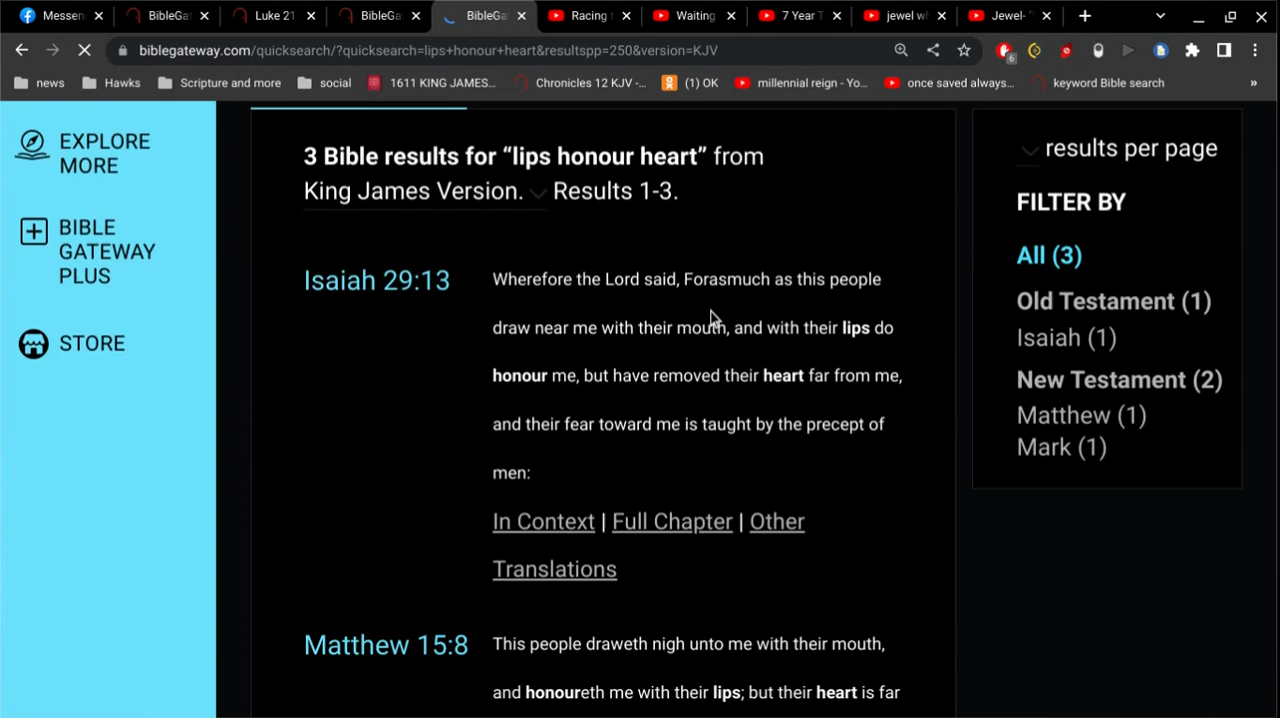 Messen
BibleGa
Luke 21
BibleGa
BibleGa
Racing
Waiting
7 Year T
jewel w
Jewel-
biblegateway.com/quicksearch/?quicksearch=lips+honour+heart&resultspp=250&version=KJV
6
news
Hawks
Scripture and more
social
1611 KING JAMES...
Chronicles 12 KJV -...
(1) OK
millennial reign - Yo...
once saved always...
keyword Bible search
»
EXPLORE
MORE
BIBLE
GATEWAY
PLUS
STORE
3 Bible results for “lips honour heart” from
King James Version. Results 1-3.
Isaiah 29:13
Wherefore the Lord said, Forasmuch as this people
draw near me with their mouth, and with their lips do
honour me, but have removed their heart far from me,
and their fear toward me is taught by the precept of
men:
In Context | Full Chapter | Other
Translations
Matthew 15:8
This people draweth nigh unto me with their mouth,
and honoureth me with their lips; but their heart is far
results per page
FILTER BY
All (3)
Old Testament (1)
Isaiah (1)
New Testament (2)
Matthew (1)
Mark (1)